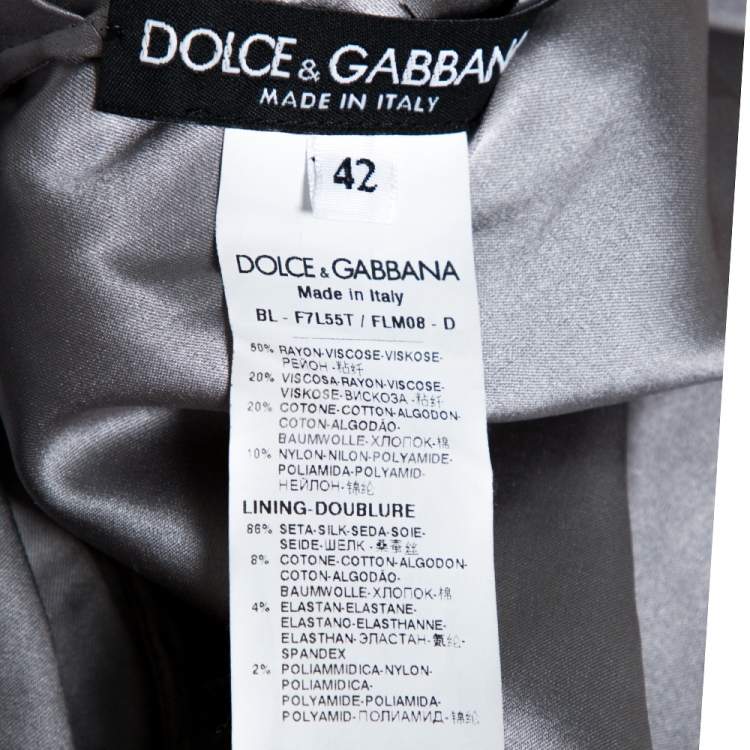 DOLCE & GABBAN
MADE IN ITALY
42
DOLCE & GABBANA
Made in Italy
BL - F7L55T / FLM08 - D
50% RAYON-VISCOSE-VISKOSE-
РЕЙОН-粘纤
20% VISCOSA-RAYON-VISCOSE-
VISKOSE-ВИСКОЗА-粘纤
20% COTONE-COTTON-ALGODON-
COTON-ALGODÃO-
BAUMWOLLE-ХЛОПОК-棉
10% NYLON-NILON-POLYAMIDE-
POLIAMIDA-POLYAMID-
НЕЙЛОН-锦纶
LINING-DOUBLURE
86% SETA-SILK-SEDA-SOIE-
SEIDE-ШЕЛК-桑蚕丝
8% COTONE-COTTON-ALGODON-
COTON-ALGODÃO-
BAUMWOLLE-ХЛОПОК-棉
4% ELASTAN-ELASTANE-
ELASTANO-ELASTHANNE-
ELASTHAN-ЭЛАСТАН-氨纶-
SPANDEX
2% POLIAMMIDICA-NYLON-
POLIAMIDICA-
POLYAMIDE-POLIAMIDA-
POLYAMID-ПОЛИАМИД-锦纶